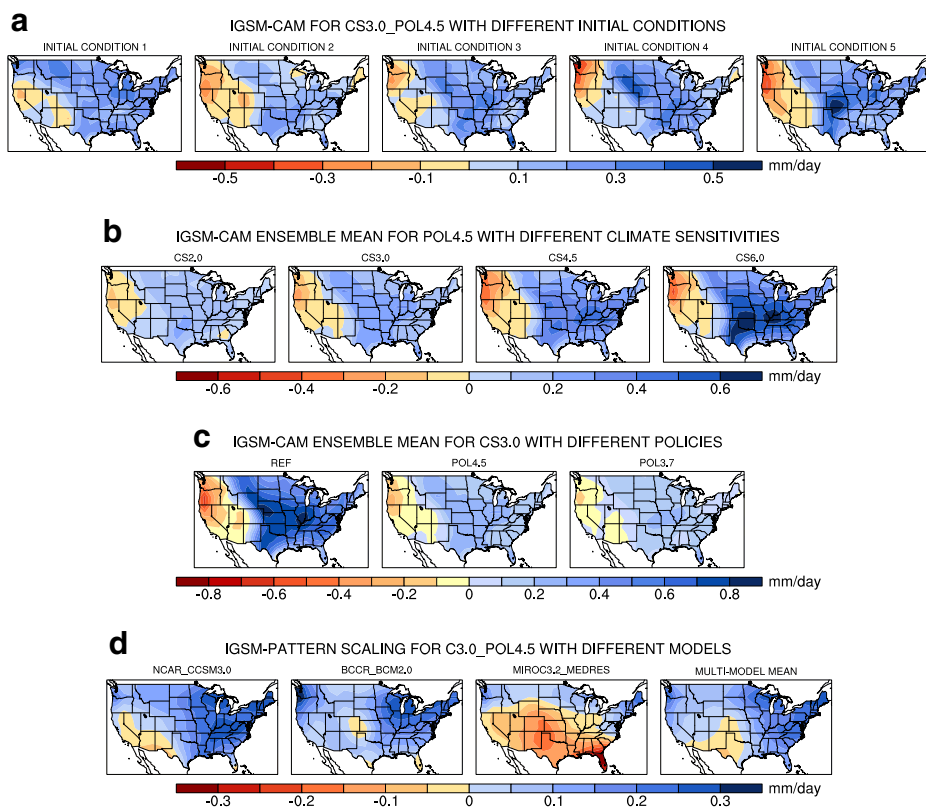 a IGSM-CAM FOR CS3.0_POL4.5 WITH DIFFERENT INITIAL CONDITIONS
INITIAL CONDITION 1 INITIAL CONDITION 2 INITIAL CONDITION 3 INITIAL CONDITION 4 INITIAL CONDITION 5
mm/day
-0.5 -0.3 -0.1 0.1 0.3 0.5
b IGSM-CAM ENSEMBLE MEAN FOR POL4.5 WITH DIFFERENT CLIMATE SENSITIVITIES
CS2.0 CS3.0 CS4.5 CS6.0
mm/day
-0.6 -0.4 -0.2 0 0.2 0.4 0.6
c IGSM-CAM ENSEMBLE MEAN FOR CS3.0 WITH DIFFERENT POLICIES
REF POL4.5 POL3.7
mm/day
-0.8 -0.6 -0.4 -0.2 0 0.2 0.4 0.6 0.8
d IGSM-PATTERN SCALING FOR C3.0_POL4.5 WITH DIFFERENT MODELS
NCAR_CCSM3.0 BCCR_BCM2.0 MIROC3.2_MEDRES MULTI-MODEL MEAN
mm/day
-0.3 -0.2 -0.1 0 0.1 0.2 0.3